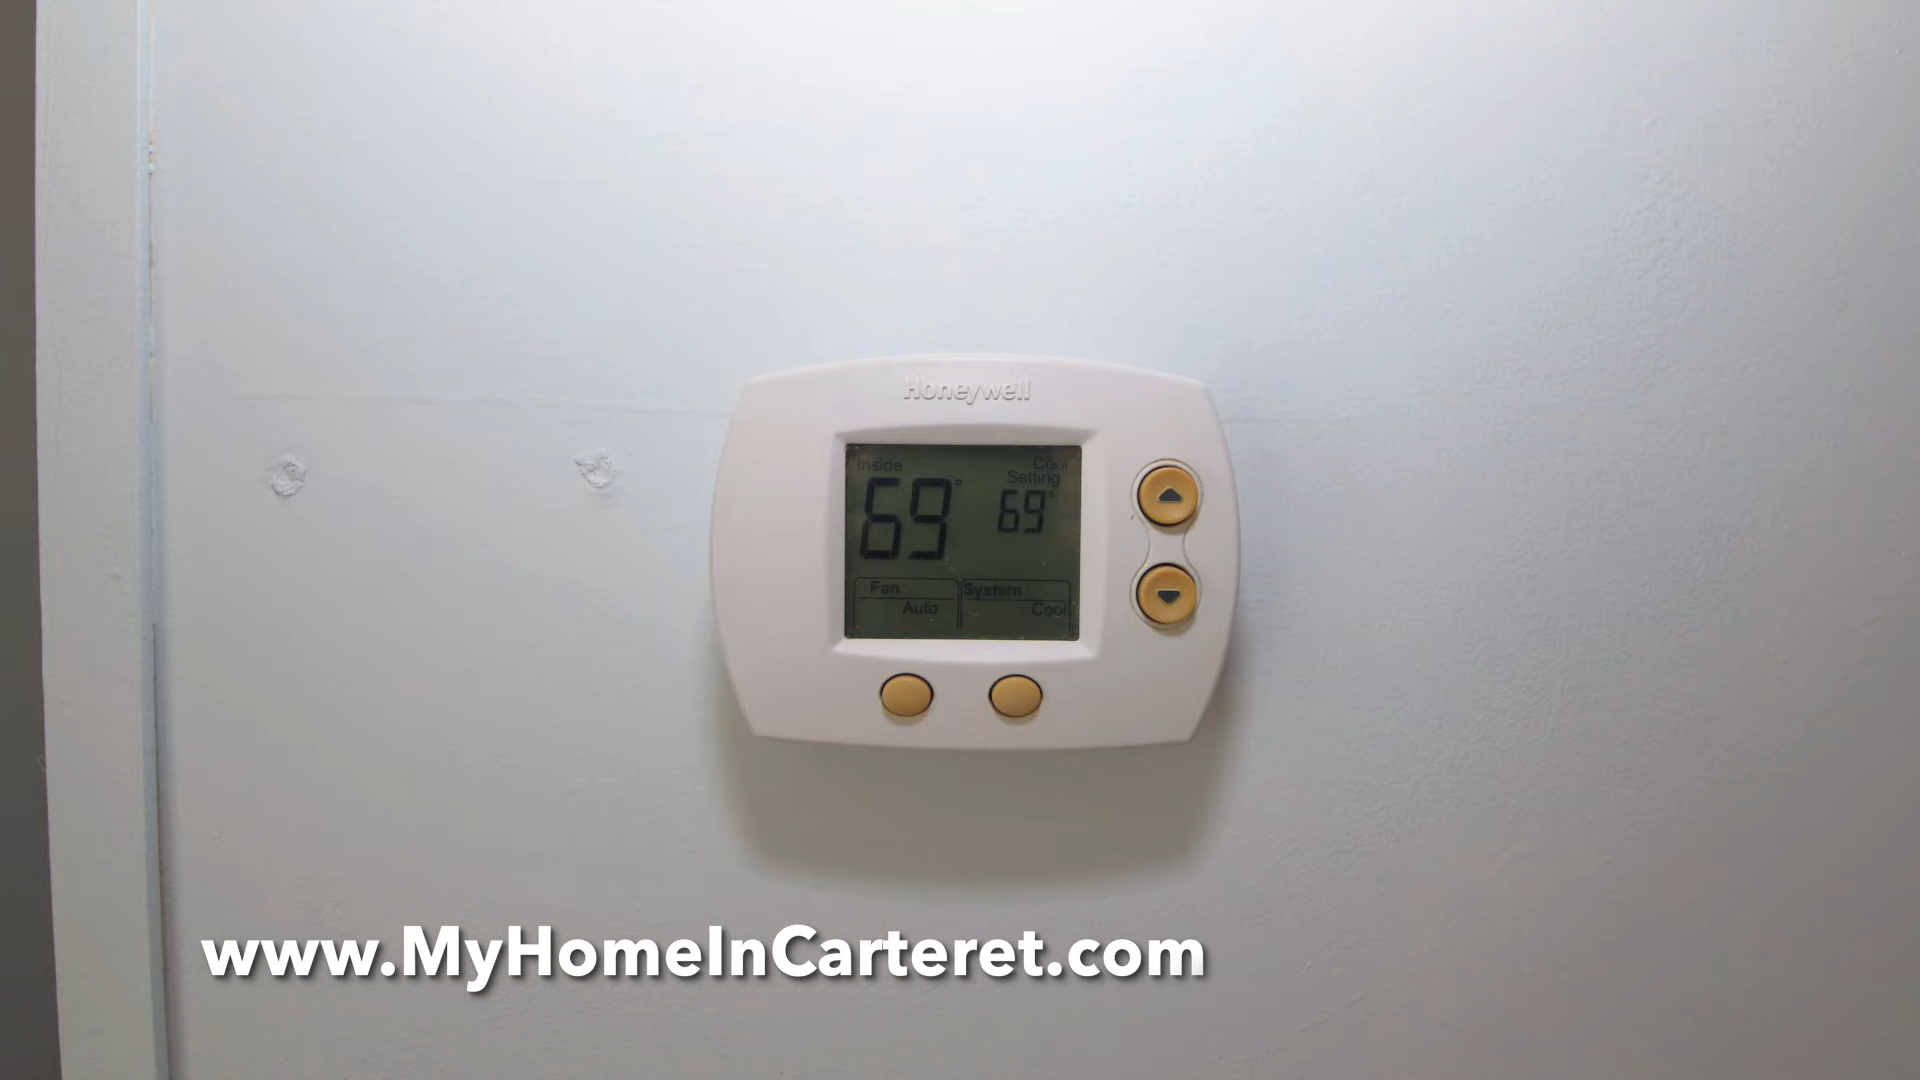 Honeywell
Inside
Cool
Setting
69°
69°
Fan
System
Auto
Cool
www.MyHomeInCarteret.com